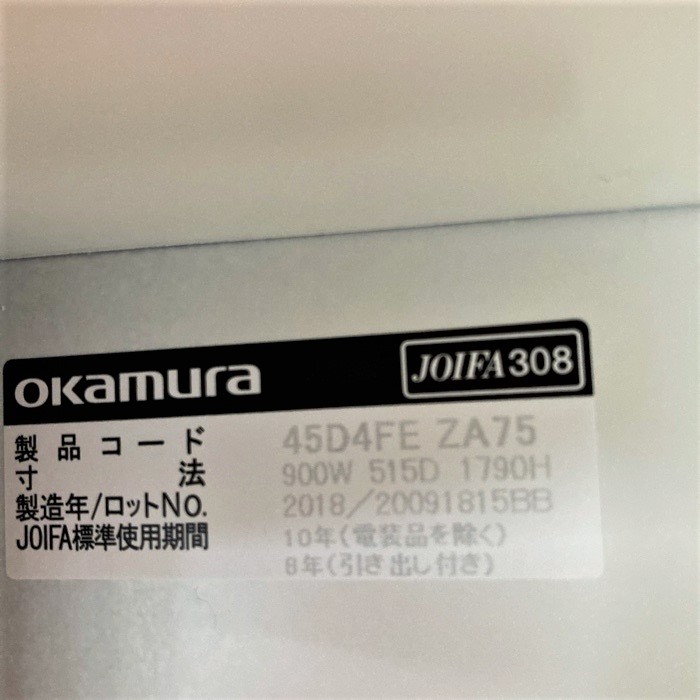 okamura JOIFA308
製品コード 45D4FE ZA75
寸法 900W 515D 1790H
製造年/ロットNO. 2018/20091815BB
JOIFA標準使用期間 10年(電装品を除く)
8年(引き出し付き)